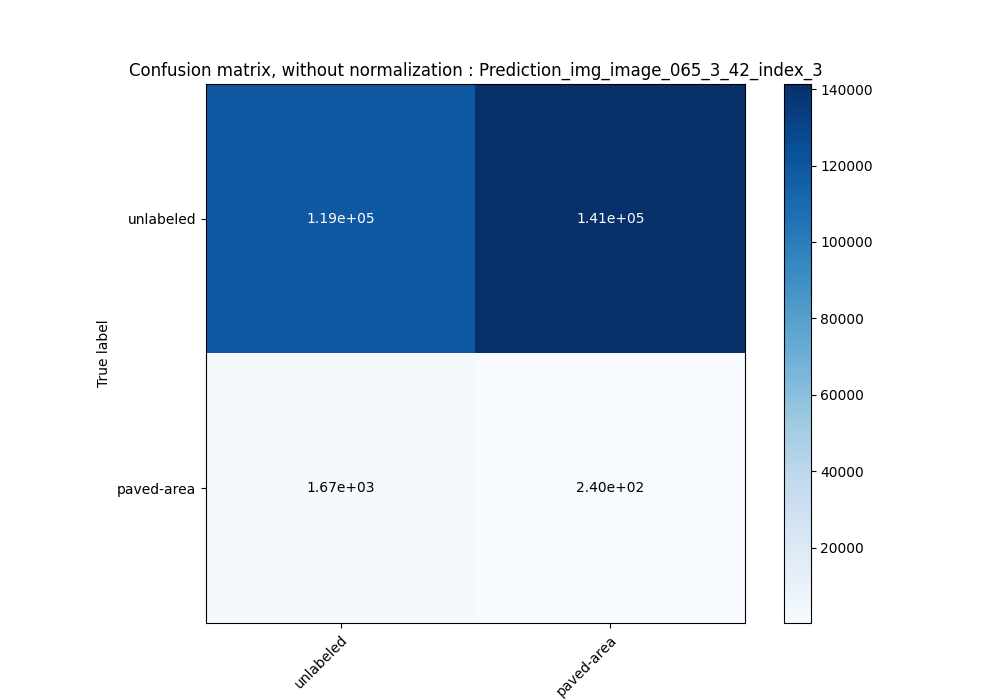 Confusion matrix, without normalization : Prediction_img_image_065_3_42_index_3
140000
120000
100000
80000
60000
40000
20000
True label
unlabeled
1.19e+05
1.41e+05
paved-area
1.67e+03
2.40e+02
unlabeled
paved-area